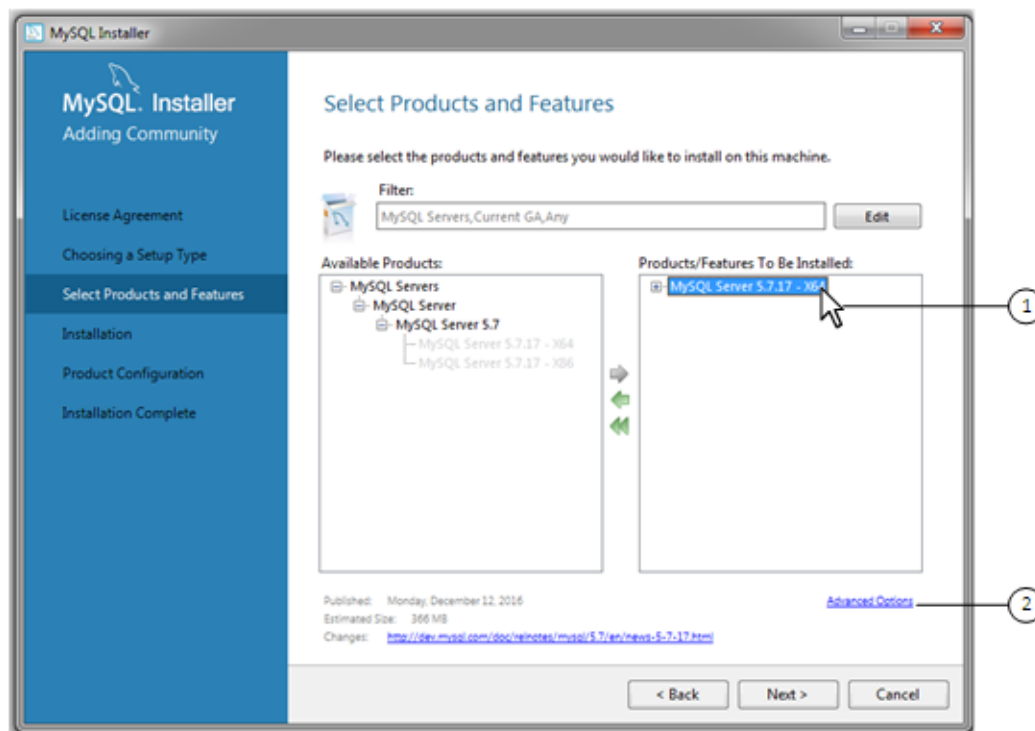 MySQL Installer
MySQL. Installer
Adding Community
License Agreement
Choosing a Setup Type
Select Products and Features
Installation
Product Configuration
Installation Complete
Select Products and Features
Please select the products and features you would like to install on this machine.
Filter:
MySQL Servers,Current GA,Any
Edit
Available Products:
MySQL Servers
MySQL Server
MySQL Server 5.7
MySQL Server 5.7.17 - X64
MySQL Server 5.7.17 - X86
Products/Features To Be Installed:
MySQL Server 5.7.17 - X64
1
Published: Monday, December 12, 2016
Estimated Size: 366 MB
Changes: http://dev.mysql.com/doc/relnotes/mysql/5.7/en/news-5-7-17.html
Advanced Options
2
< Back
Next >
Cancel